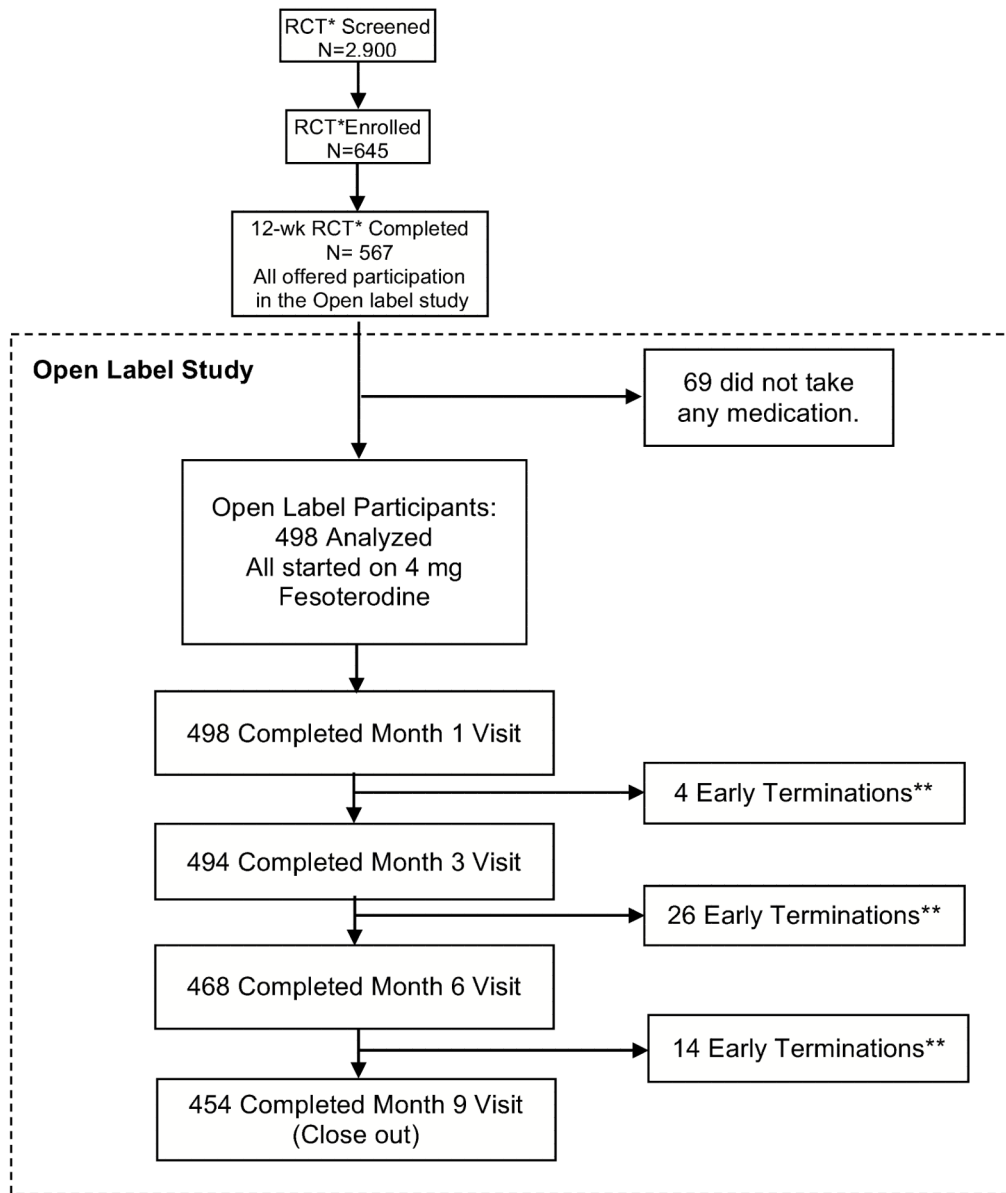 RCT* Screened
N=2.900
RCT*Enrolled
N=645
12-wk RCT* Completed
N= 567
All offered participation
in the Open label study
Open Label Study
69 did not take
any medication.
Open Label Participants:
498 Analyzed
All started on 4 mg
Fesoterodine
498 Completed Month 1 Visit
4 Early Terminations**
494 Completed Month 3 Visit
26 Early Terminations**
468 Completed Month 6 Visit
14 Early Terminations**
454 Completed Month 9 Visit
(Close out)